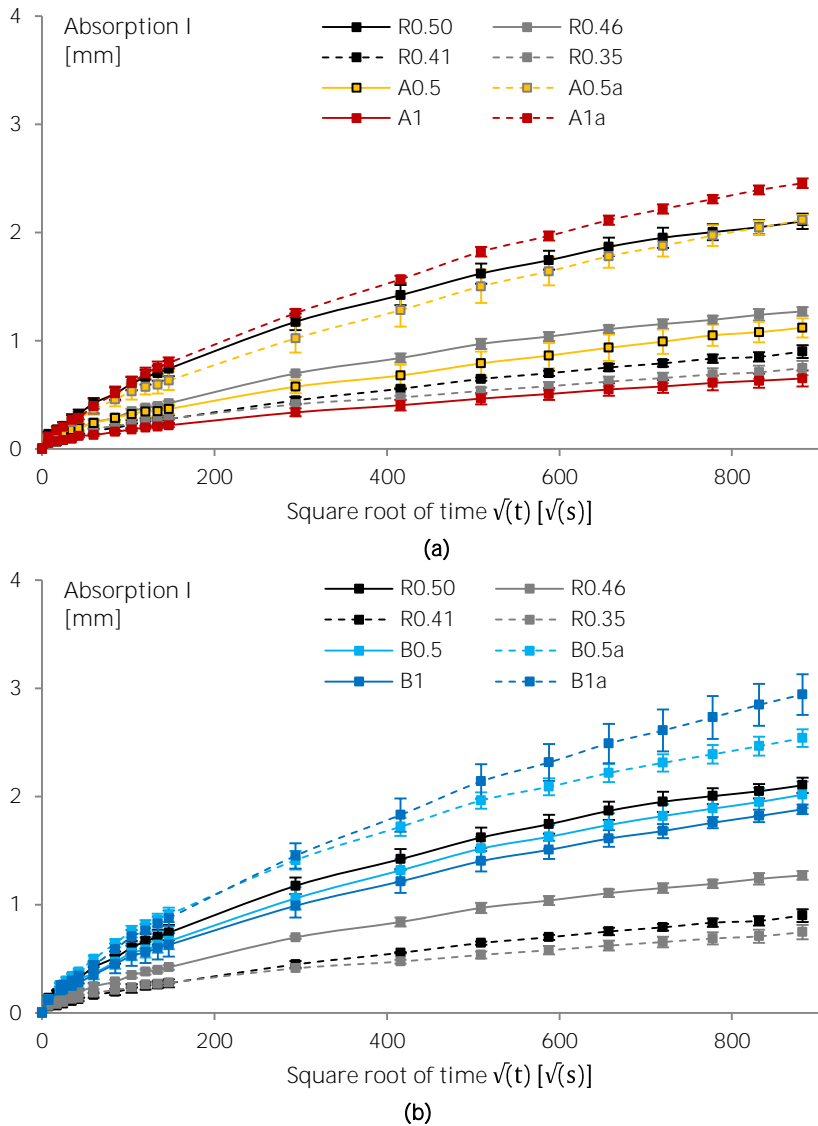 4
Absorption I
[mm]
R0.50
R0.46
R0.41
R0.35
A0.5
A0.5a
A1
A1a
3
2
1
0
0
200
400
600
800
Square root of time √(t) [√(s)]
(a)
4
Absorption I
[mm]
R0.50
R0.46
R0.41
R0.35
B0.5
B0.5a
B1
B1a
3
2
1
0
0
200
400
600
800
Square root of time √(t) [√(s)]
(b)